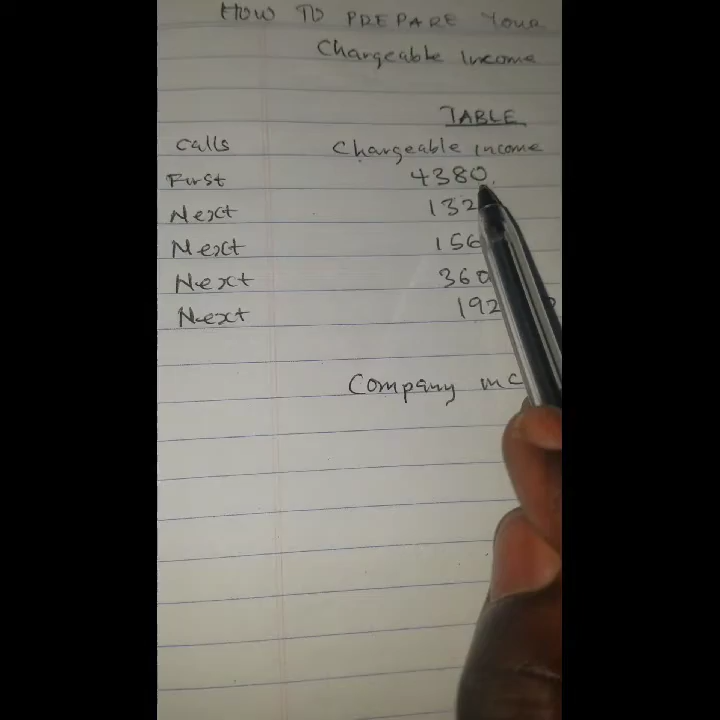 HOW TO PREPARE Your
Chargeable Income
TABLE
Calls Chargeable income
First 4380
Next 132
Next 156
Next 360
Next 192
Company